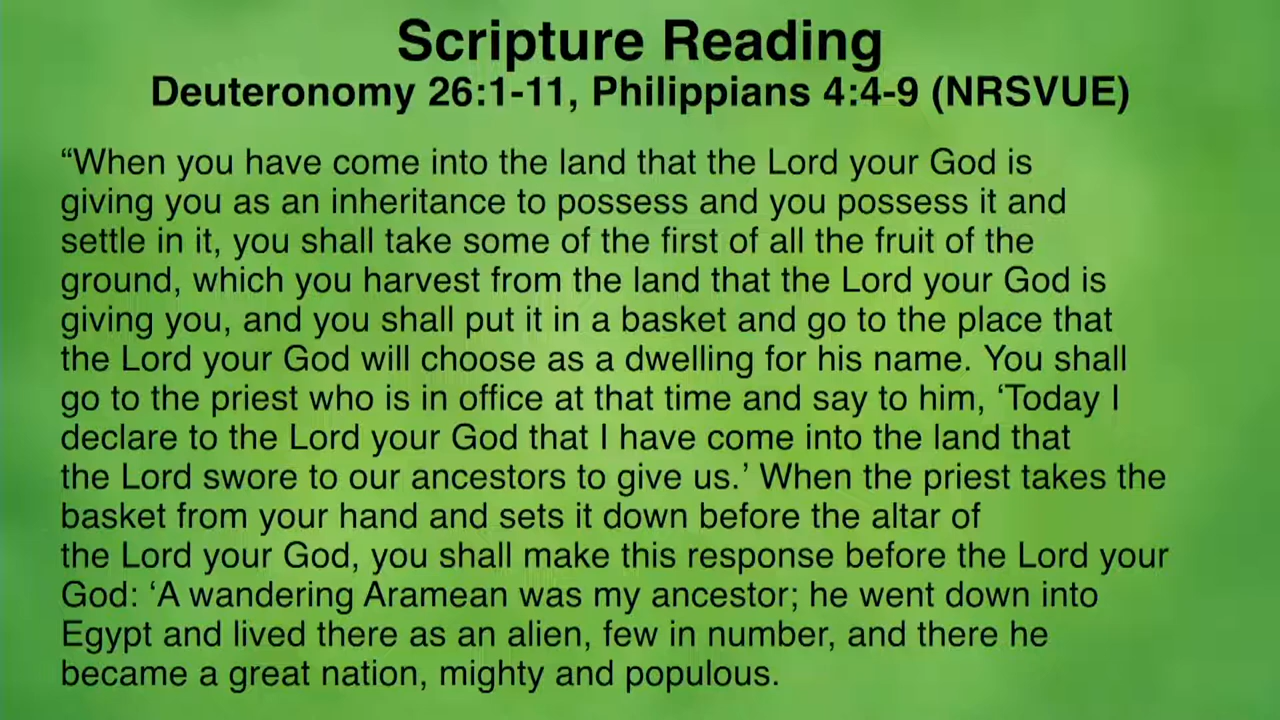 Scripture Reading
Deuteronomy 26:1-11, Philippians 4:4-9 (NRSVUE)
“When you have come into the land that the Lord your God is
giving you as an inheritance to possess and you possess it and
settle in it, you shall take some of the first of all the fruit of the
ground, which you harvest from the land that the Lord your God is
giving you, and you shall put it in a basket and go to the place that
the Lord your God will choose as a dwelling for his name. You shall
go to the priest who is in office at that time and say to him, ‘Today I
declare to the Lord your God that I have come into the land that
the Lord swore to our ancestors to give us.’ When the priest takes the
basket from your hand and sets it down before the altar of
the Lord your God, you shall make this response before the Lord your
God: ‘A wandering Aramean was my ancestor; he went down into
Egypt and lived there as an alien, few in number, and there he
became a great nation, mighty and populous.